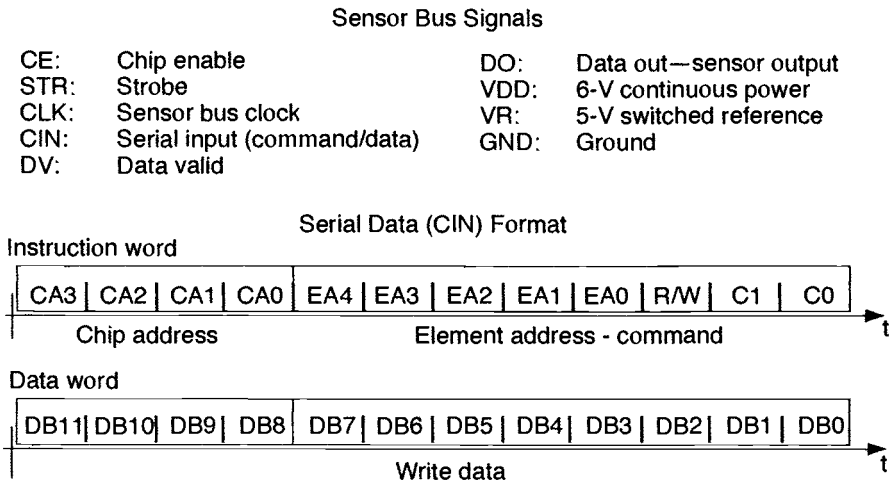 Sensor Bus Signals
CE: Chip enable
STR: Strobe
CLK: Sensor bus clock
CIN: Serial input (command/data)
DV: Data valid
DO: Data out—sensor output
VDD: 6-V continuous power
VR: 5-V switched reference
GND: Ground
Serial Data (CIN) Format
Instruction word
CA3 CA2 CA1 CA0 EA4 EA3 EA2 EA1 EA0 R/W C1 C0
t
Chip address Element address - command
Data word
DB11 DB10 DB9 DB8 DB7 DB6 DB5 DB4 DB3 DB2 DB1 DB0
t
Write data